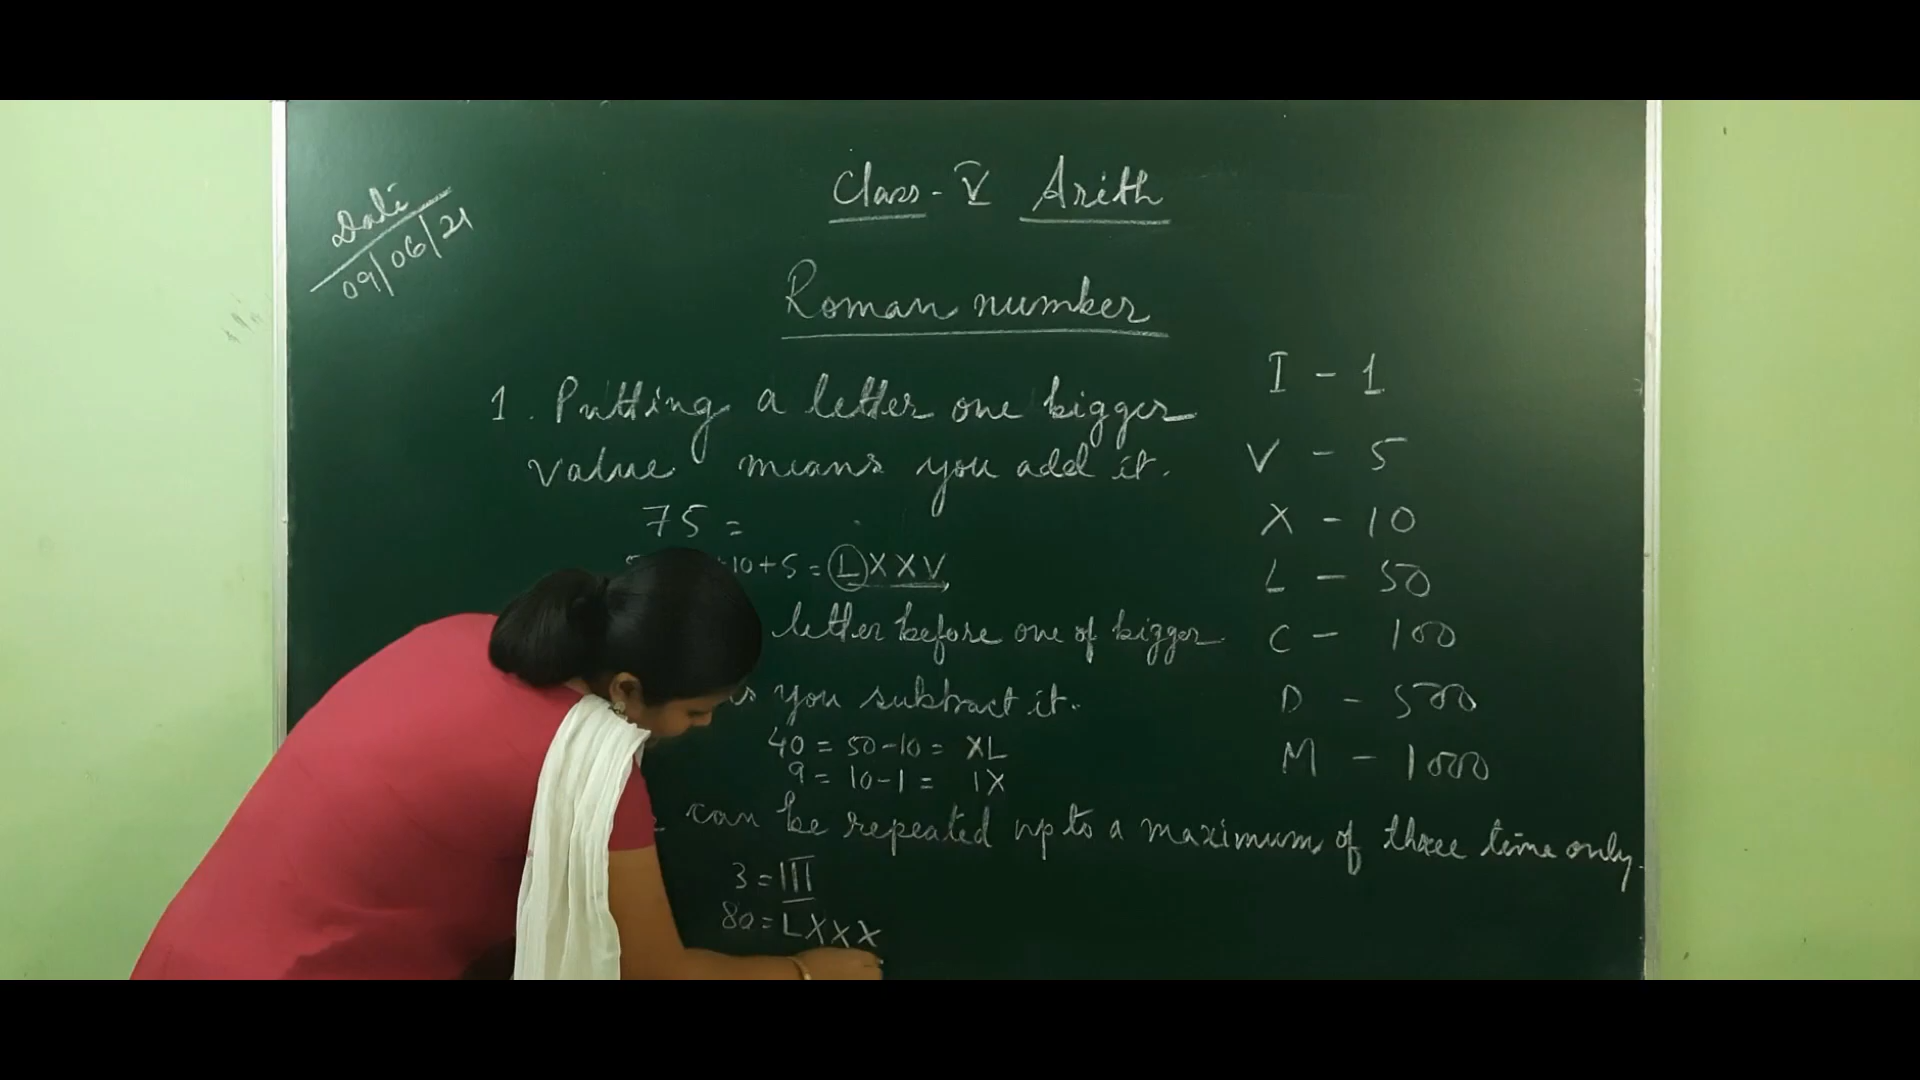 Date
09/06/21
Class - V Arith
Roman number
1. Putting a letter one bigger
value means you add it.
75 =
10+5 = LXXV
letter before one of bigger
you subtract it.
40 = 50-10 = XL
9 = 10-1 = IX
can be repeated up to a maximum of three time only.
3 = III
80 = LXXX
I - 1
V - 5
X - 10
L - 50
C - 100
D - 500
M - 1000